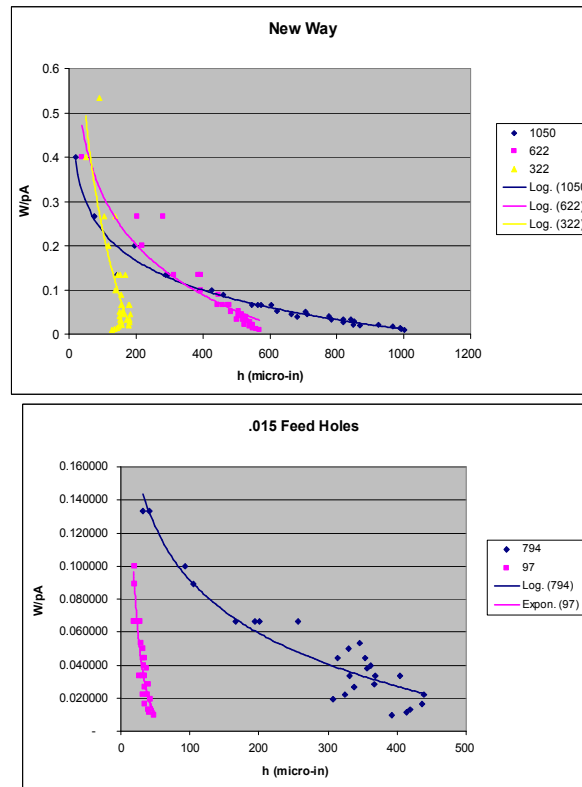 New Way
0.6
0.5
0.4
0.3
0.2
0.1
0
W/pA
0 200 400 600 800 1000 1200
h (micro-in)
1050
622
322
Log. (1050)
Log. (622)
Log. (322)
.015 Feed Holes
0.160000
0.140000
0.120000
0.100000
0.080000
0.060000
0.040000
0.020000
-
W/pA
0 100 200 300 400 500
h (micro-in)
794
97
Log. (794)
Expon. (97)